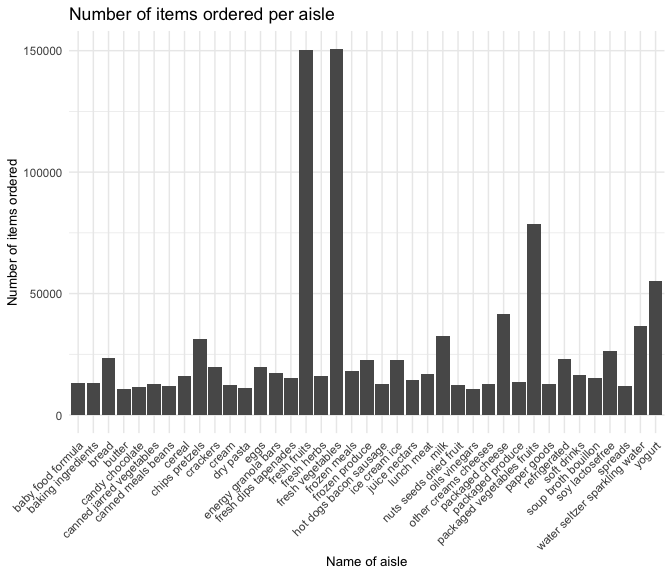 Number of items ordered per aisle
150000
100000
50000
0
Number of items ordered
baby food formula
baking ingredients
bread
butter
candy chocolate
canned jarred vegetables
canned meals beans
cereal
chips pretzels
crackers
cream
dry pasta
eggs
energy granola bars
fresh dips tapenades
fresh fruits
fresh herbs
fresh vegetables
frozen meals
frozen produce
hot dogs bacon sausage
ice cream ice
juice nectars
lunch meat
milk
nuts seeds dried fruit
oils vinegars
other creams cheeses
packaged cheese
packaged produce
packaged vegetables fruits
paper goods
refrigerated
soft drinks
soup broth bouillon
soy lactosefree
spreads
water seltzer sparkling water
yogurt
Name of aisle